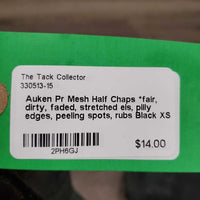 The Tack Collector
330513-15
Auken Pr Mesh Half Chaps *fair,
dirty, faded, stretched els, pilly
edges, peeling spots, rubs Black XS
$14.00
2PH6GJ